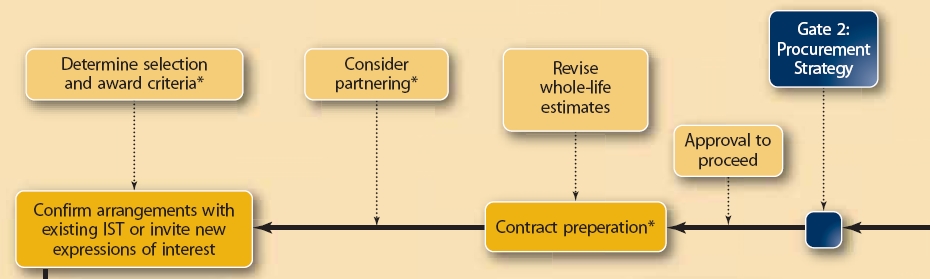 Determine selection
and award criteria*
Consider
partnering*
Revise
whole-life
estimates
Gate 2:
Procurement
Strategy
Approval to
proceed
Confirm arrangements with
existing IST or invite new
expressions of interest
Contract preperation*